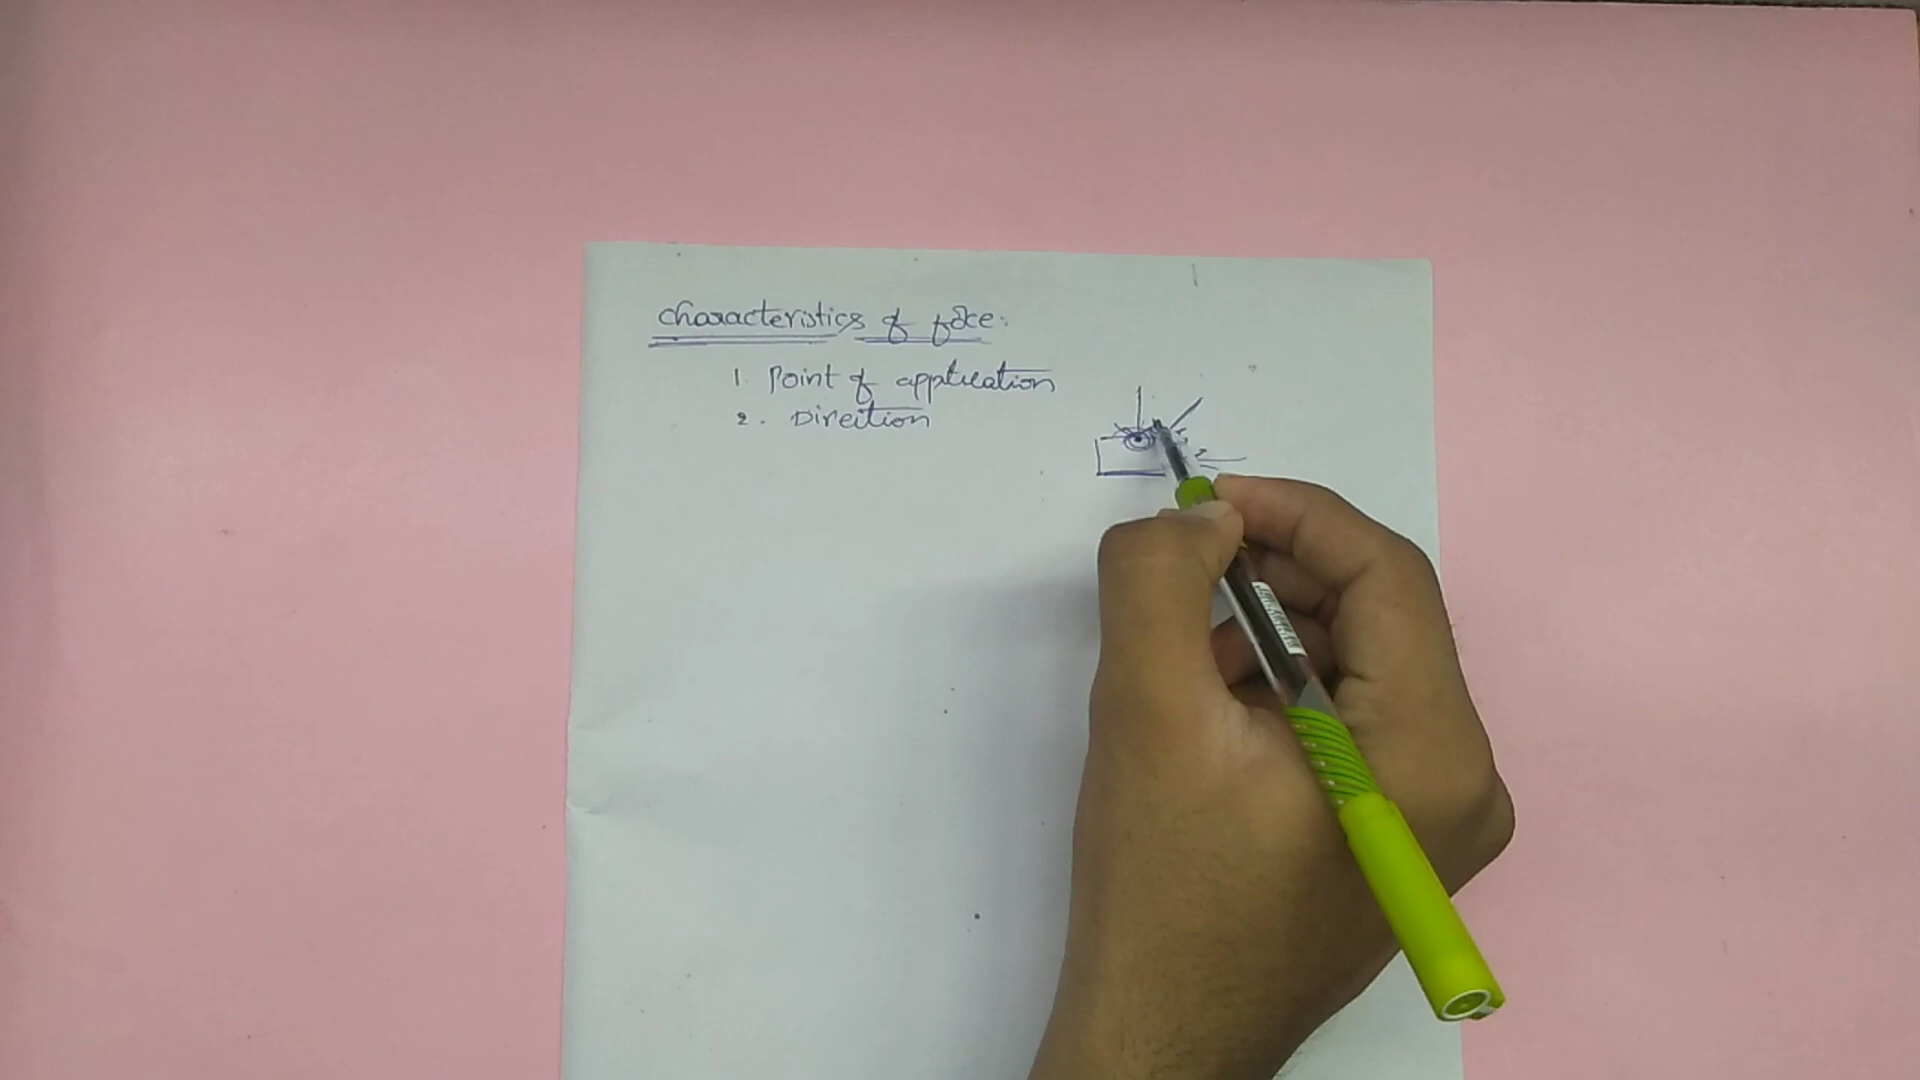 Characteristics of force:
1. Point of application
2. Direction